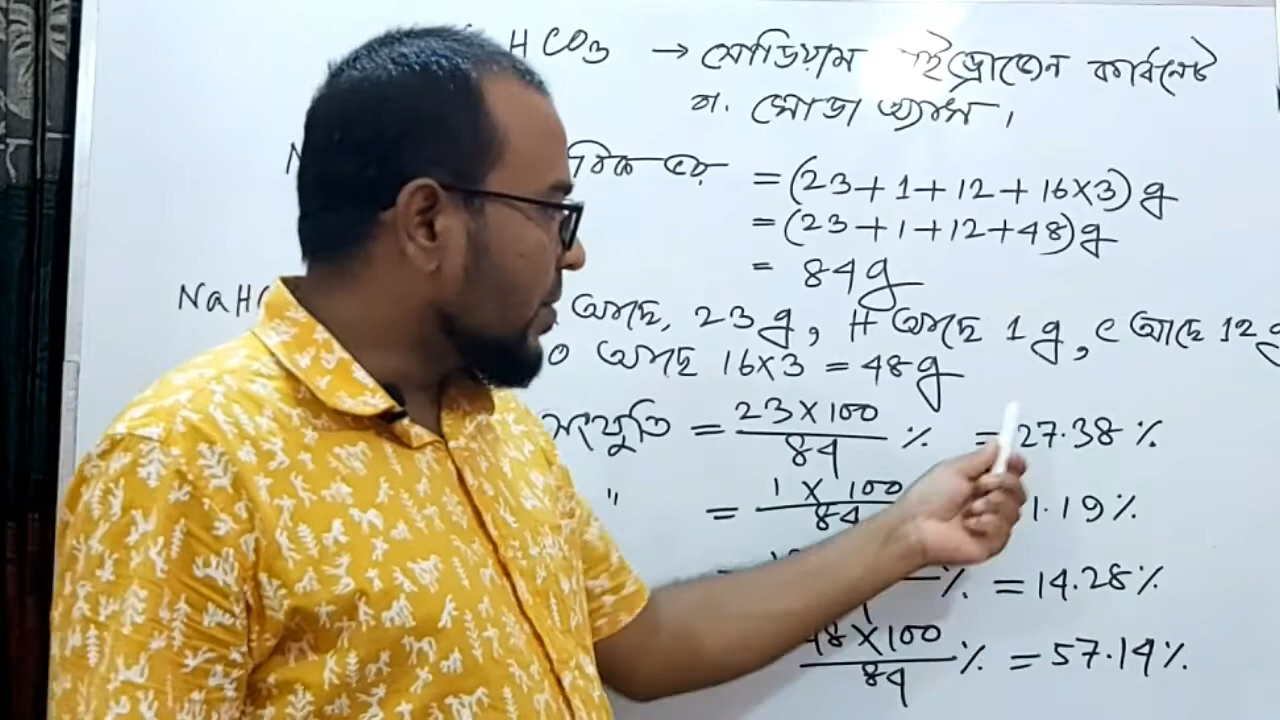 HCO3 → সোডিয়াম হাইড্রোজেন কার্বনেট
বা. সোডা অ্যাস।
= (23+1+12+16×3) g
= (23+1+12+48) g
= 84 g
NaH আছে, 23 g, H আছে 1 g, C আছে 12 g
O আছে 16×3 = 48 g
সংযুতি = 23×100/84 % = 27.38 %
" = 1×100/84 1.19 %
% = 14.28 %
48×100/84 % = 57.14 %